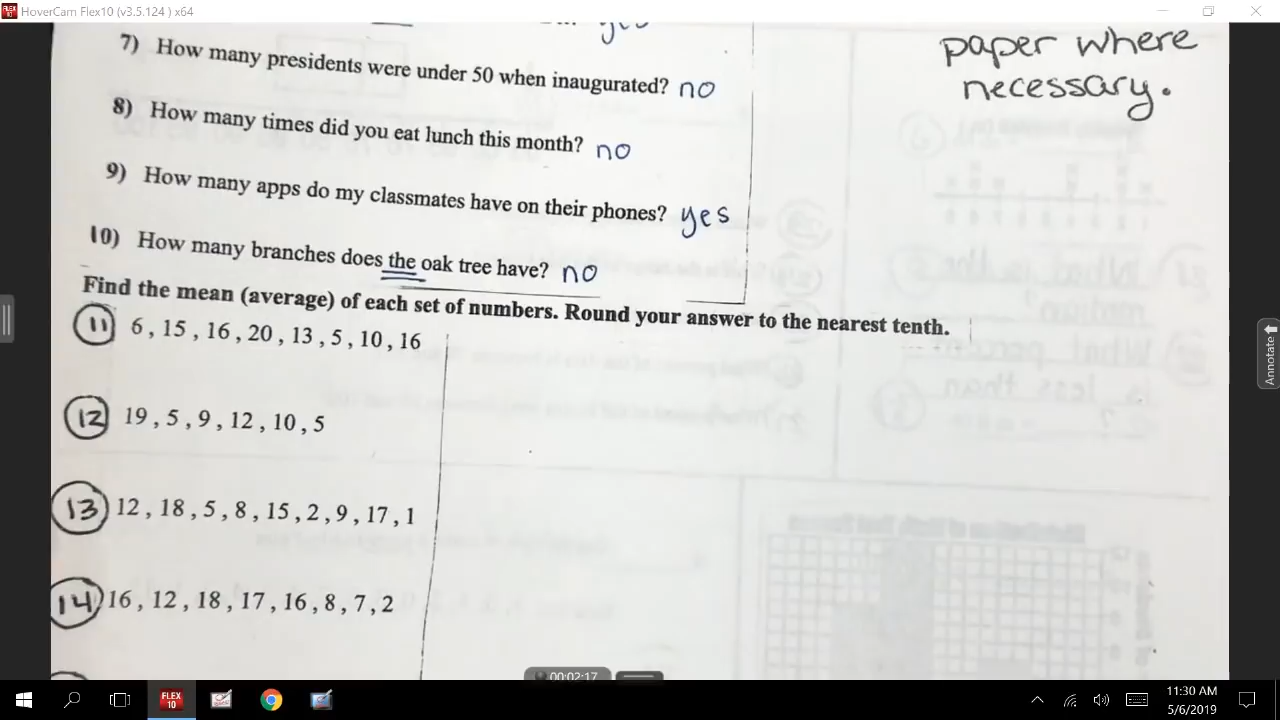 HoverCam Flex10 (v3.5.124 ) x64
paper where
necessary.
7) How many presidents were under 50 when inaugurated? no
8) How many times did you eat lunch this month? no
9) How many apps do my classmates have on their phones? yes
10) How many branches does the oak tree have? no
Find the mean (average) of each set of numbers. Round your answer to the nearest tenth.
11 6 , 15 , 16 , 20 , 13 , 5 , 10 , 16
12 19 , 5 , 9 , 12 , 10 , 5
13 12 , 18 , 5 , 8 , 15 , 2 , 9 , 17 , 1
14 16 , 12 , 18 , 17 , 16 , 8 , 7 , 2
Annotate
00:02:17
FLEX
10
11:30 AM
5/6/2019